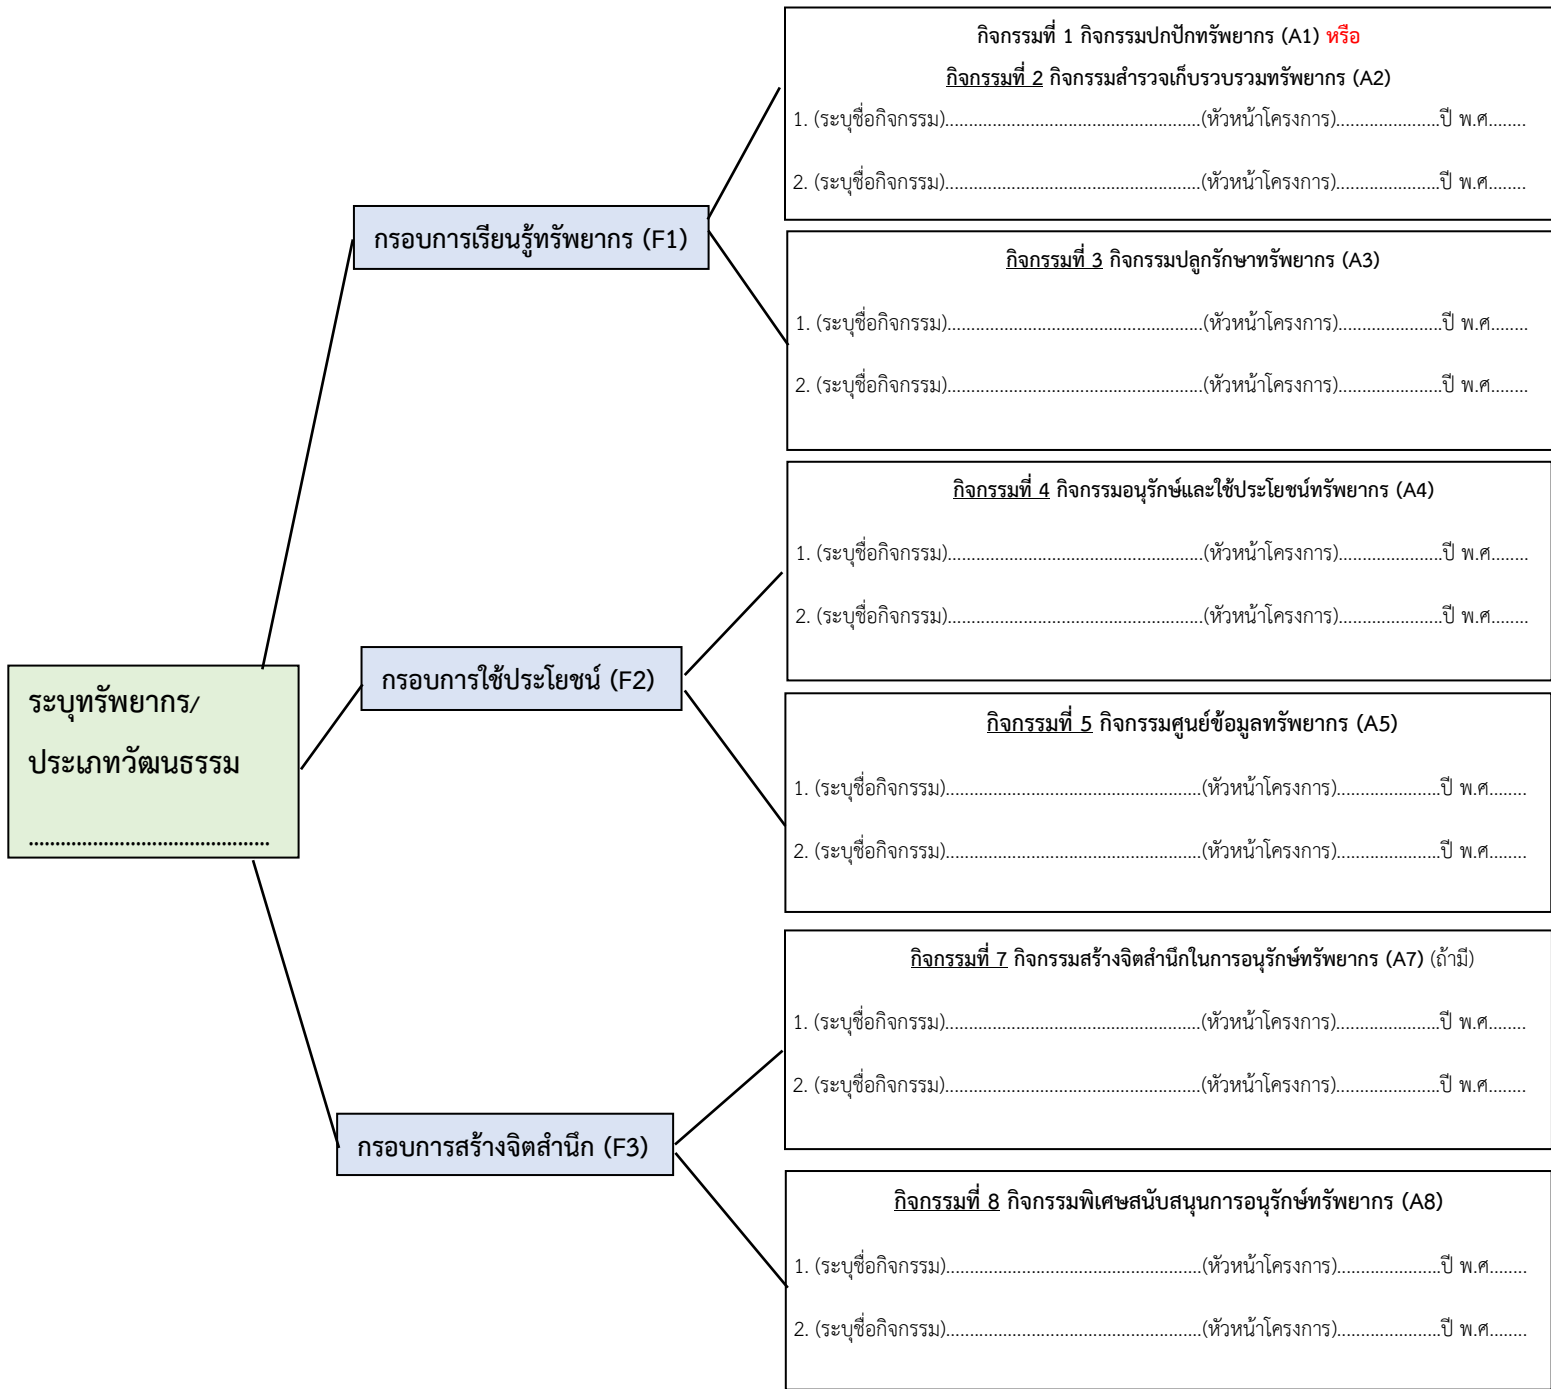 ระบุทรัพยากร/
ประเภทวัฒนธรรม
.............................................
กรอบการเรียนรู้ทรัพยากร (F1)
กิจกรรมที่ 1 กิจกรรมปกปักทรัพยากร (A1) หรือ
กิจกรรมที่ 2 กิจกรรมสำรวจเก็บรวบรวมทรัพยากร (A2)
1. (ระบุชื่อกิจกรรม)......................................................(หัวหน้าโครงการ)......................ปี พ.ศ........
2. (ระบุชื่อกิจกรรม)......................................................(หัวหน้าโครงการ)......................ปี พ.ศ........
กิจกรรมที่ 3 กิจกรรมปลูกรักษาทรัพยากร (A3)
1. (ระบุชื่อกิจกรรม)......................................................(หัวหน้าโครงการ)......................ปี พ.ศ........
2. (ระบุชื่อกิจกรรม)......................................................(หัวหน้าโครงการ)......................ปี พ.ศ........
กรอบการใช้ประโยชน์ (F2)
กิจกรรมที่ 4 กิจกรรมอนุรักษ์และใช้ประโยชน์ทรัพยากร (A4)
1. (ระบุชื่อกิจกรรม)......................................................(หัวหน้าโครงการ)......................ปี พ.ศ........
2. (ระบุชื่อกิจกรรม)......................................................(หัวหน้าโครงการ)......................ปี พ.ศ........
กิจกรรมที่ 5 กิจกรรมศูนย์ข้อมูลทรัพยากร (A5)
1. (ระบุชื่อกิจกรรม)......................................................(หัวหน้าโครงการ)......................ปี พ.ศ........
2. (ระบุชื่อกิจกรรม)......................................................(หัวหน้าโครงการ)......................ปี พ.ศ........
กรอบการสร้างจิตสำนึก (F3)
กิจกรรมที่ 7 กิจกรรมสร้างจิตสำนึกในการอนุรักษ์ทรัพยากร (A7) (ถ้ามี)
1. (ระบุชื่อกิจกรรม)......................................................(หัวหน้าโครงการ)......................ปี พ.ศ........
2. (ระบุชื่อกิจกรรม)......................................................(หัวหน้าโครงการ)......................ปี พ.ศ........
กิจกรรมที่ 8 กิจกรรมพิเศษสนับสนุนการอนุรักษ์ทรัพยากร (A8)
1. (ระบุชื่อกิจกรรม)......................................................(หัวหน้าโครงการ)......................ปี พ.ศ........
2. (ระบุชื่อกิจกรรม)......................................................(หัวหน้าโครงการ)......................ปี พ.ศ........